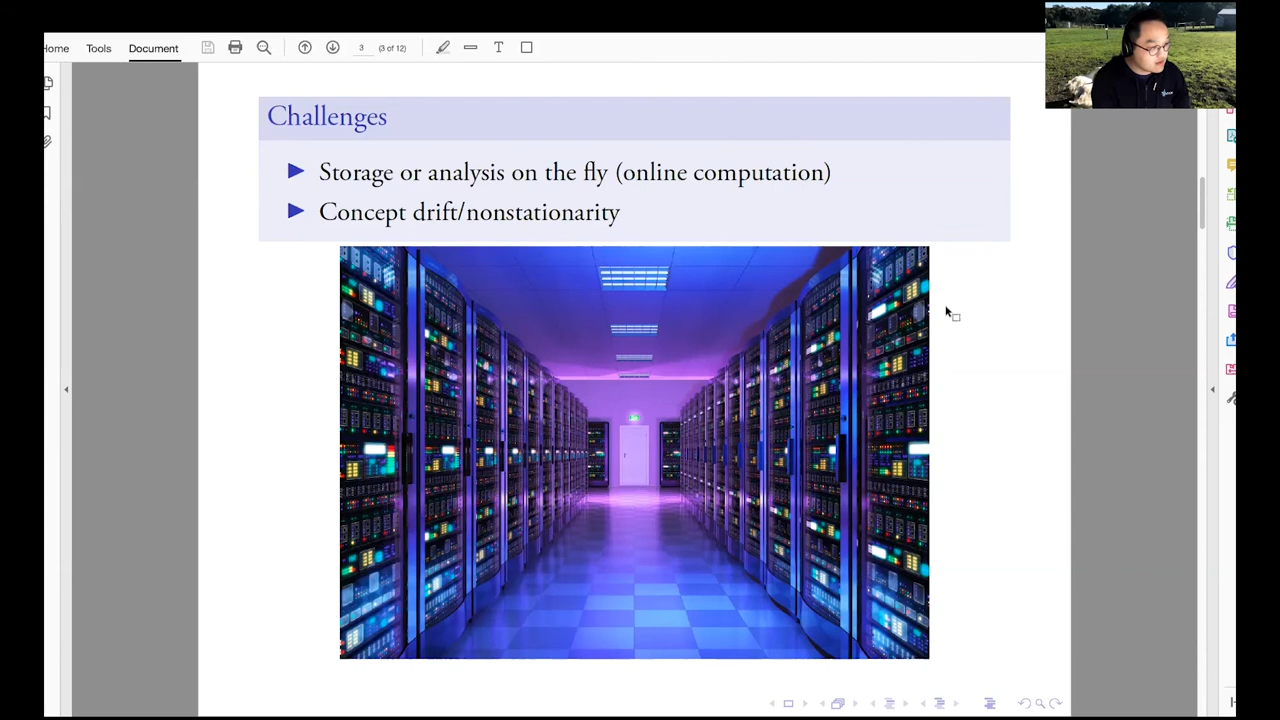 Home Tools Document 3 (3 of 12)
Challenges
Storage or analysis on the fly (online computation)
Concept drift/nonstationarity